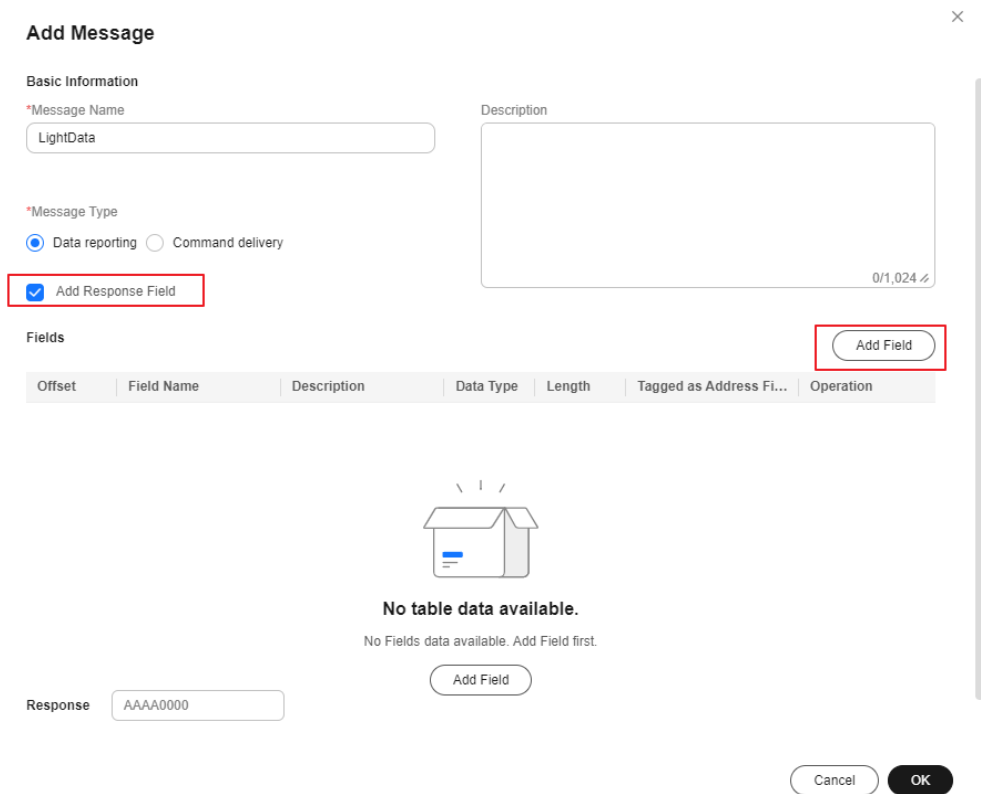 Add Message
Basic Information
*Message Name
LightData
Description
0/1,024
*Message Type
Data reporting Command delivery
Add Response Field
Fields
Add Field
Offset Field Name Description Data Type Length Tagged as Address Fi... Operation
No table data available.
No Fields data available. Add Field first.
Add Field
Response AAAA0000
Cancel OK